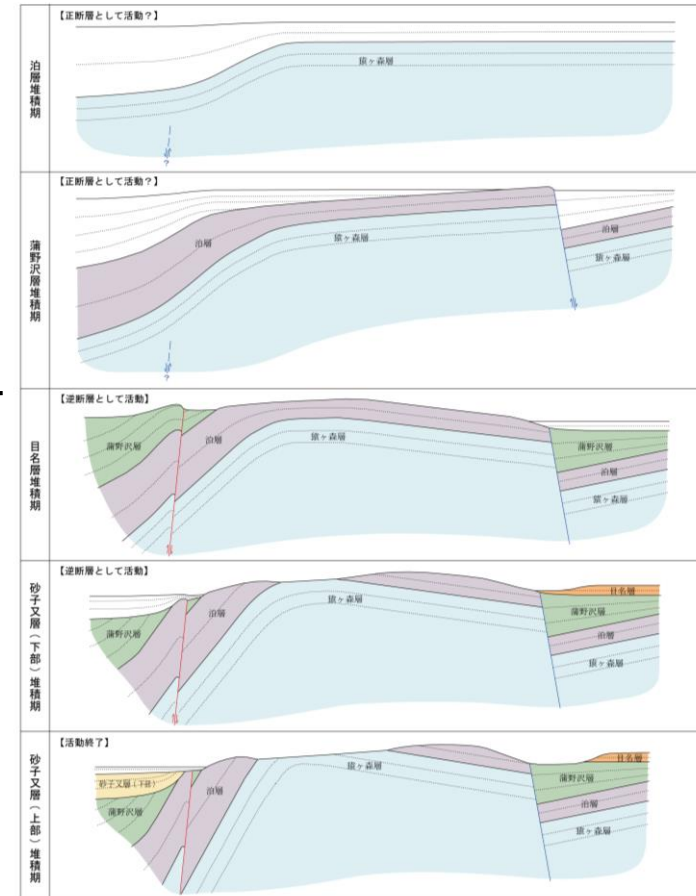 泊層堆積期
【正断層として活動?】
猿ヶ森層
?
蒲野沢層堆積期
【正断層として活動?】
泊層
猿ヶ森層
泊層
猿ヶ森層
?
目名層堆積期
【逆断層として活動】
蒲野沢層
泊層
猿ヶ森層
蒲野沢層
泊層
猿ヶ森層
砂子又層(下部)堆積期
【逆断層として活動】
蒲野沢層
泊層
猿ヶ森層
目名層
蒲野沢層
泊層
猿ヶ森層
砂子又層(上部)堆積期
【活動終了】
砂子又層(下部)
蒲野沢層
泊層
猿ヶ森層
目名層
蒲野沢層
泊層
猿ヶ森層